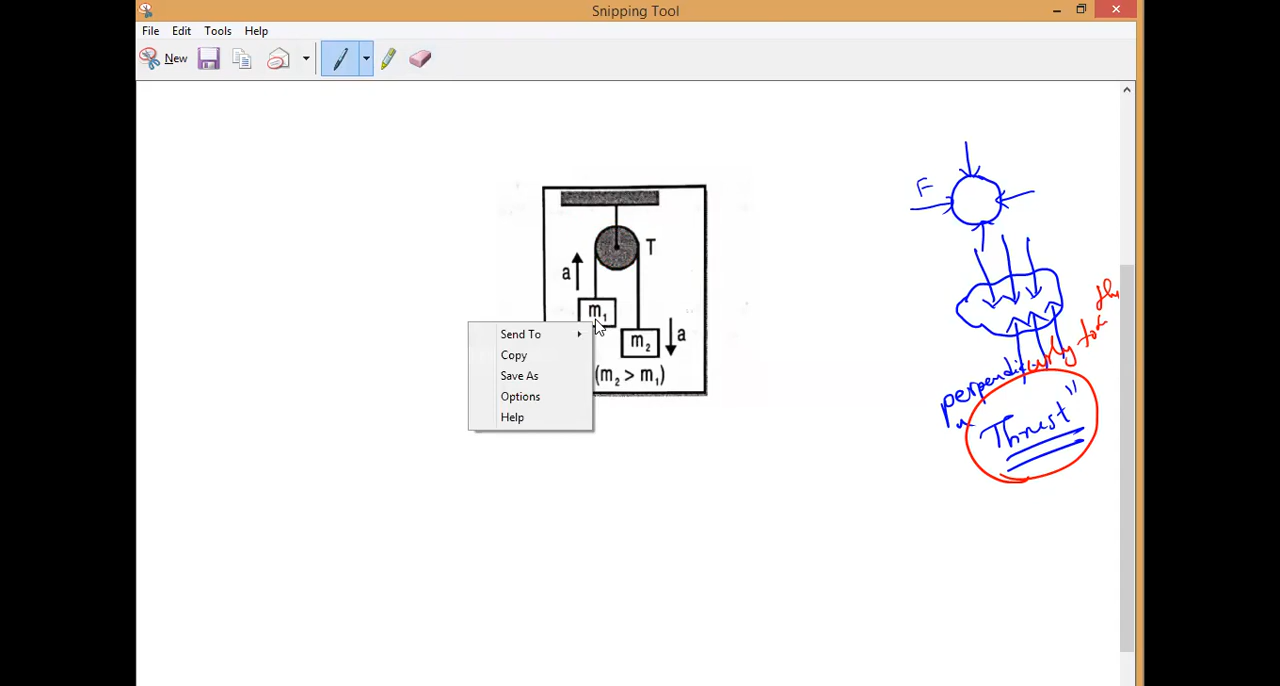 Snipping Tool
File Edit Tools Help
New
F
T
a
m₁
m₂
a
(m₂ > m₁)
Send To
Copy
Save As
Options
Help
perpendicularly to
"Thrust"